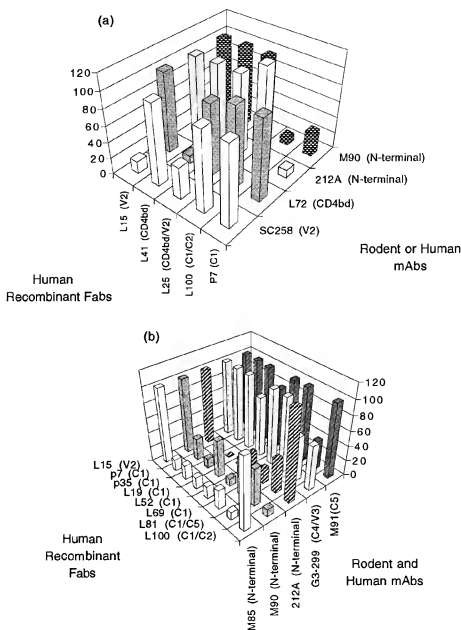 (a)
120
100
80
60
40
20
0
L15 (V2)
L41 (CD4bd)
L25 (CD4bd/V2)
L100 (C1/C2)
P7 (C1)
M90 (N-terminal)
212A (N-terminal)
L72 (CD4bd)
SC258 (V2)
Human
Recombinant Fabs
Rodent or Human
mAbs
(b)
120
100
80
60
40
20
0
L15 (V2)
p7 (C1)
p35 (C1)
L19 (C1)
L52 (C1)
L69 (C1)
L81 (C1/C5)
L100 (C1/C2)
M85 (N-terminal)
M90 (N-terminal)
212A (N-terminal)
G3-299 (C4/V3)
M91(C5)
Human
Recombinant
Fabs
Rodent and
Human mAbs